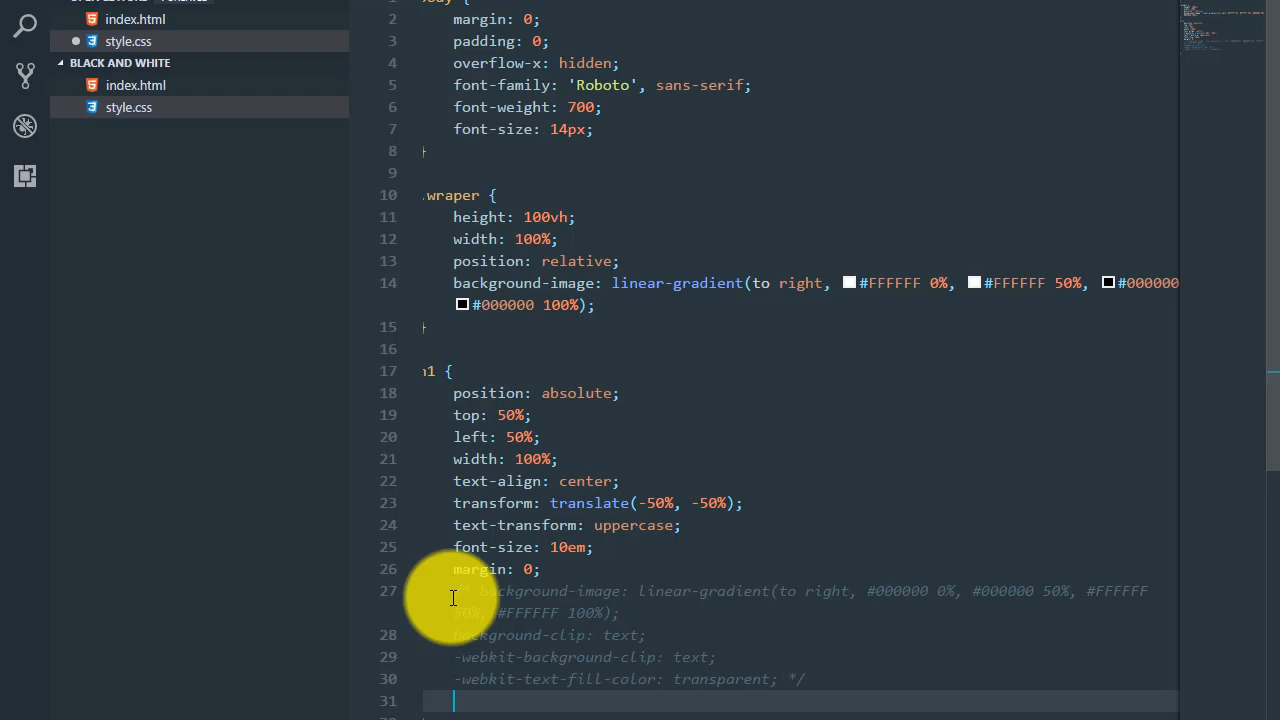 index.html
style.css
BLACK AND WHITE
index.html
style.css
2 margin: 0;
3 padding: 0;
4 overflow-x: hidden;
5 font-family: 'Roboto', sans-serif;
6 font-weight: 700;
7 font-size: 14px;
8 }
9
10 .wraper {
11 height: 100vh;
12 width: 100%;
13 position: relative;
14 background-image: linear-gradient(to right, #FFFFFF 0%, #FFFFFF 50%, #000000
#000000 100%);
15 }
16
17 h1 {
18 position: absolute;
19 top: 50%;
20 left: 50%;
21 width: 100%;
22 text-align: center;
23 transform: translate(-50%, -50%);
24 text-transform: uppercase;
25 font-size: 10em;
26 margin: 0;
27 /* background-image: linear-gradient(to right, #000000 0%, #000000 50%, #FFFFFF
50%, #FFFFFF 100%);
28 background-clip: text;
29 -webkit-background-clip: text;
30 -webkit-text-fill-color: transparent; */
31